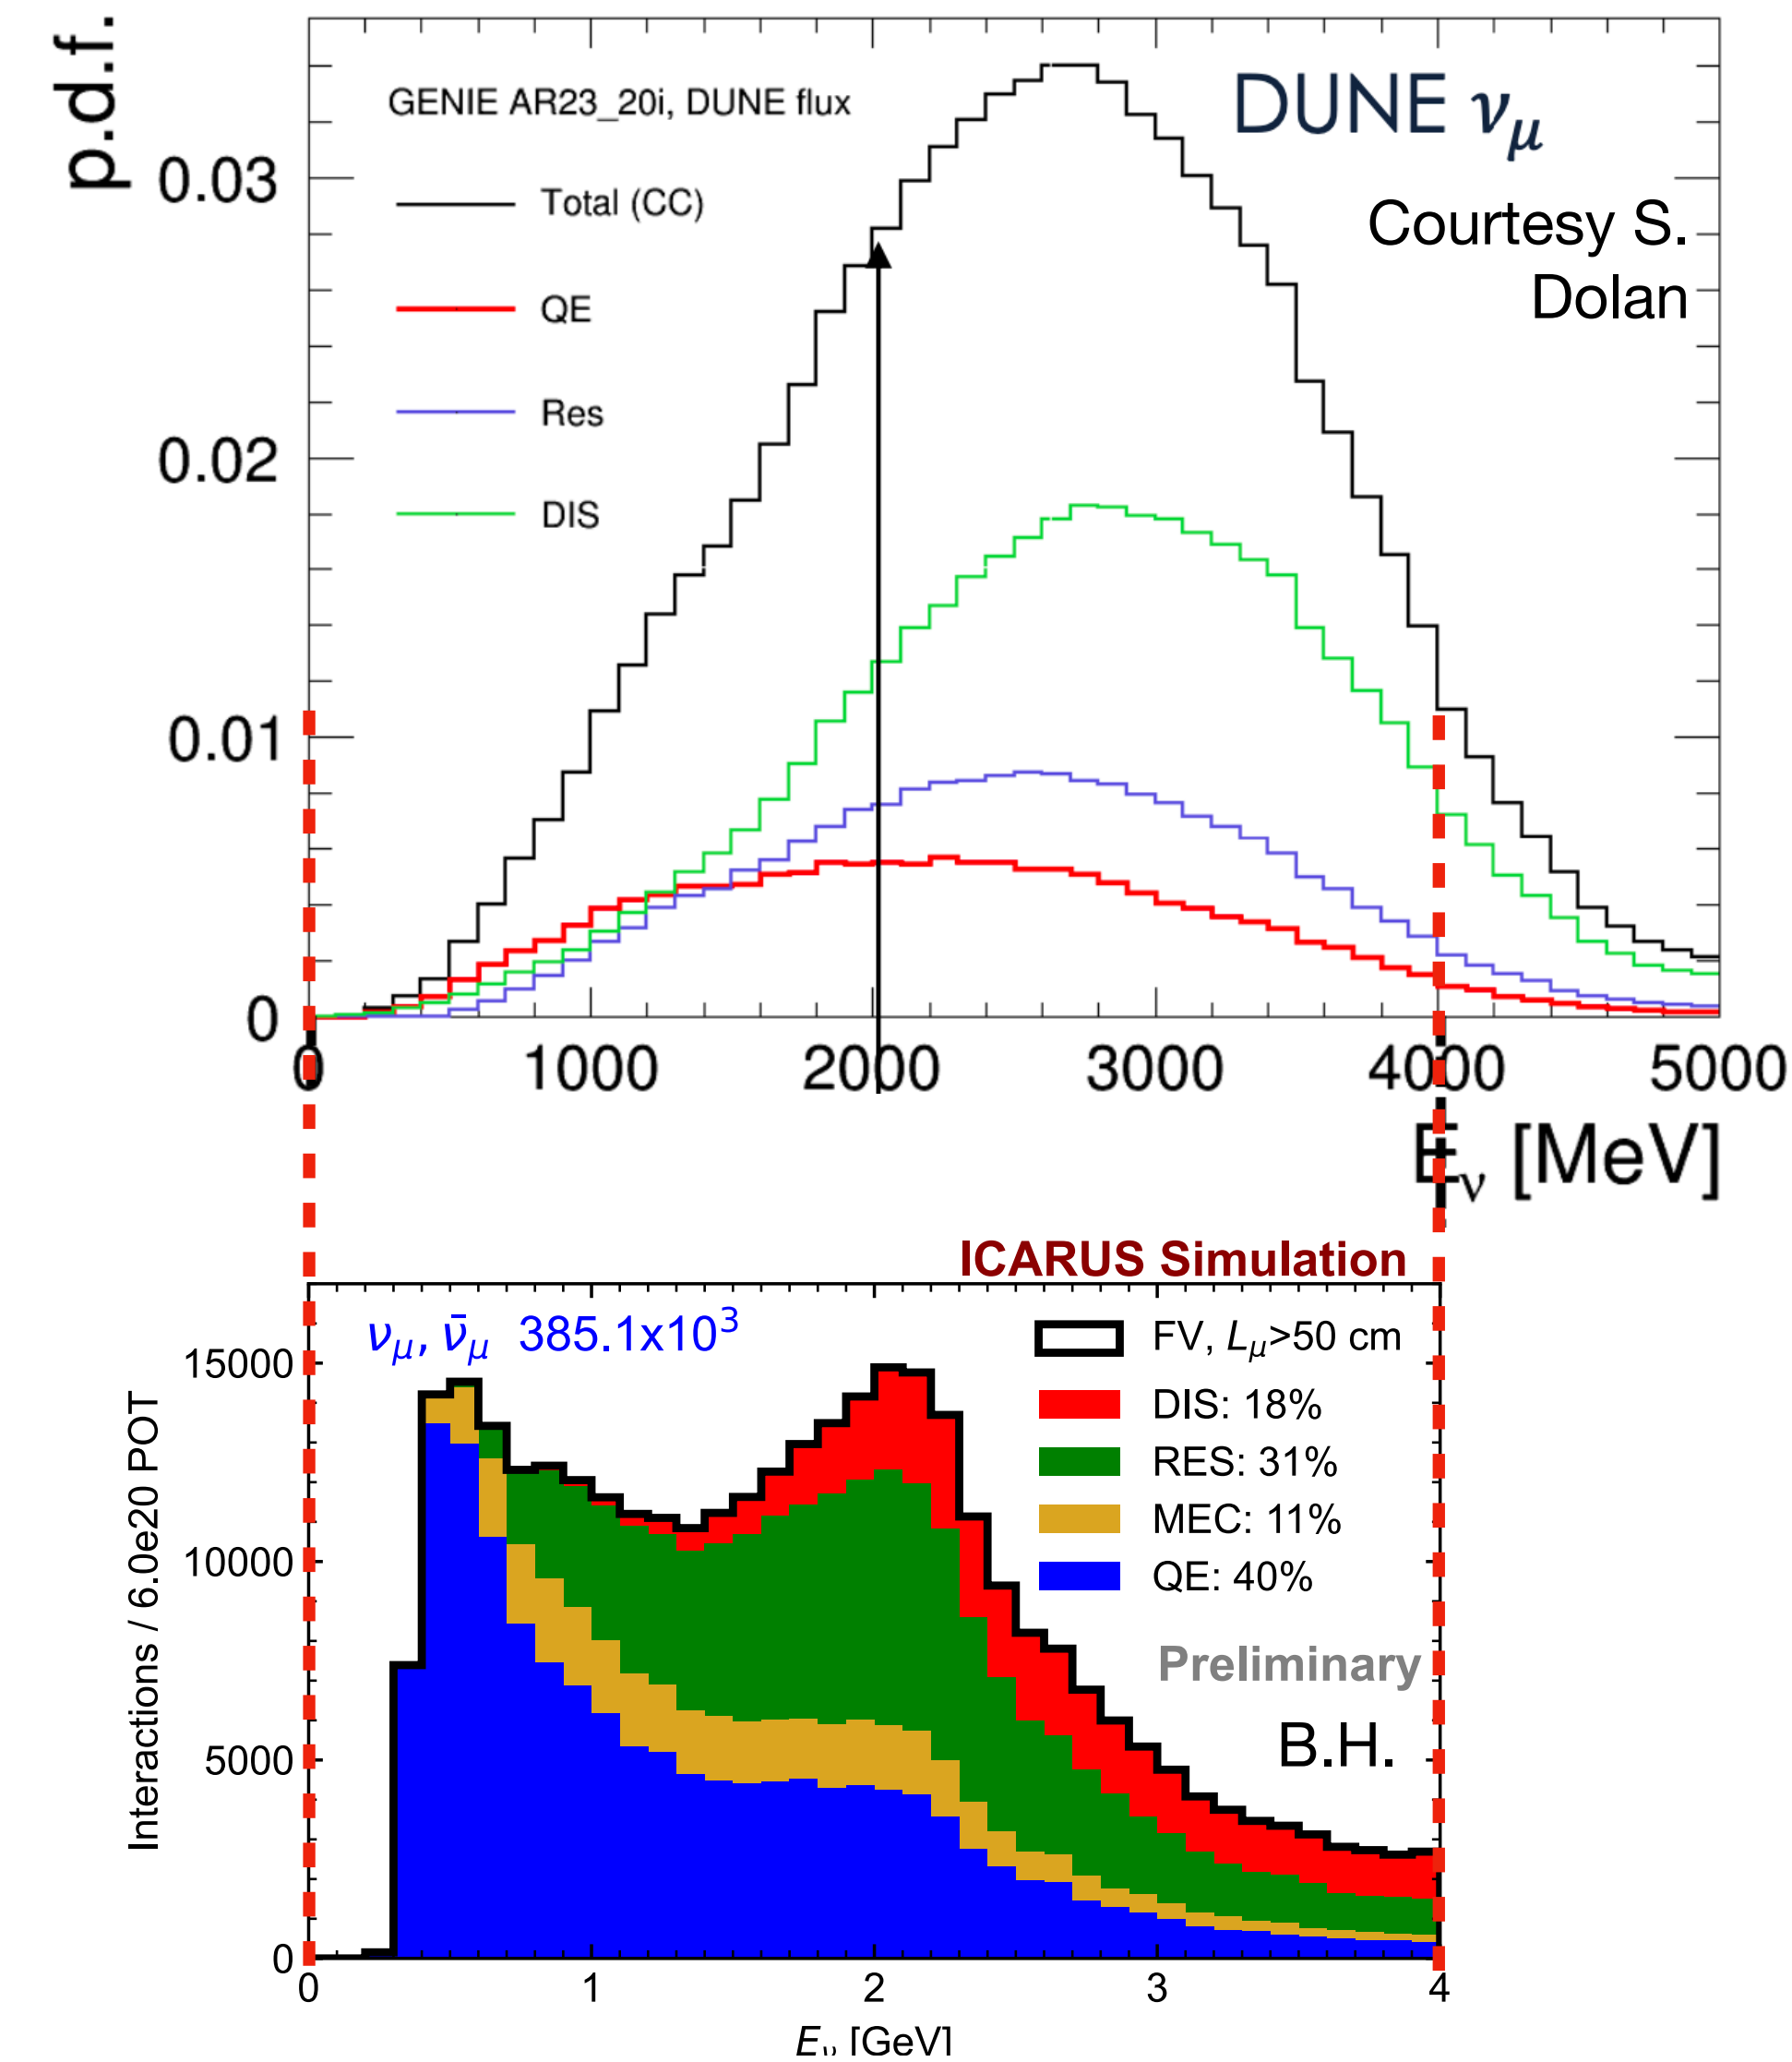 p.d.f.
GENIE AR23_20i, DUNE flux
DUNE νμ
Courtesy S.
Dolan
Total (CC)
QE
Res
DIS
0.03
0.02
0.01
0
0 1000 2000 3000 4000 5000
Eν [MeV]
ICARUS Simulation
νμ, ν̄μ 385.1x10³
FV, Lμ>50 cm
DIS: 18%
RES: 31%
MEC: 11%
QE: 40%
Preliminary
B.H.
Interactions / 6.0e20 POT
15000
10000
5000
0
0 1 2 3 4
Eν [GeV]